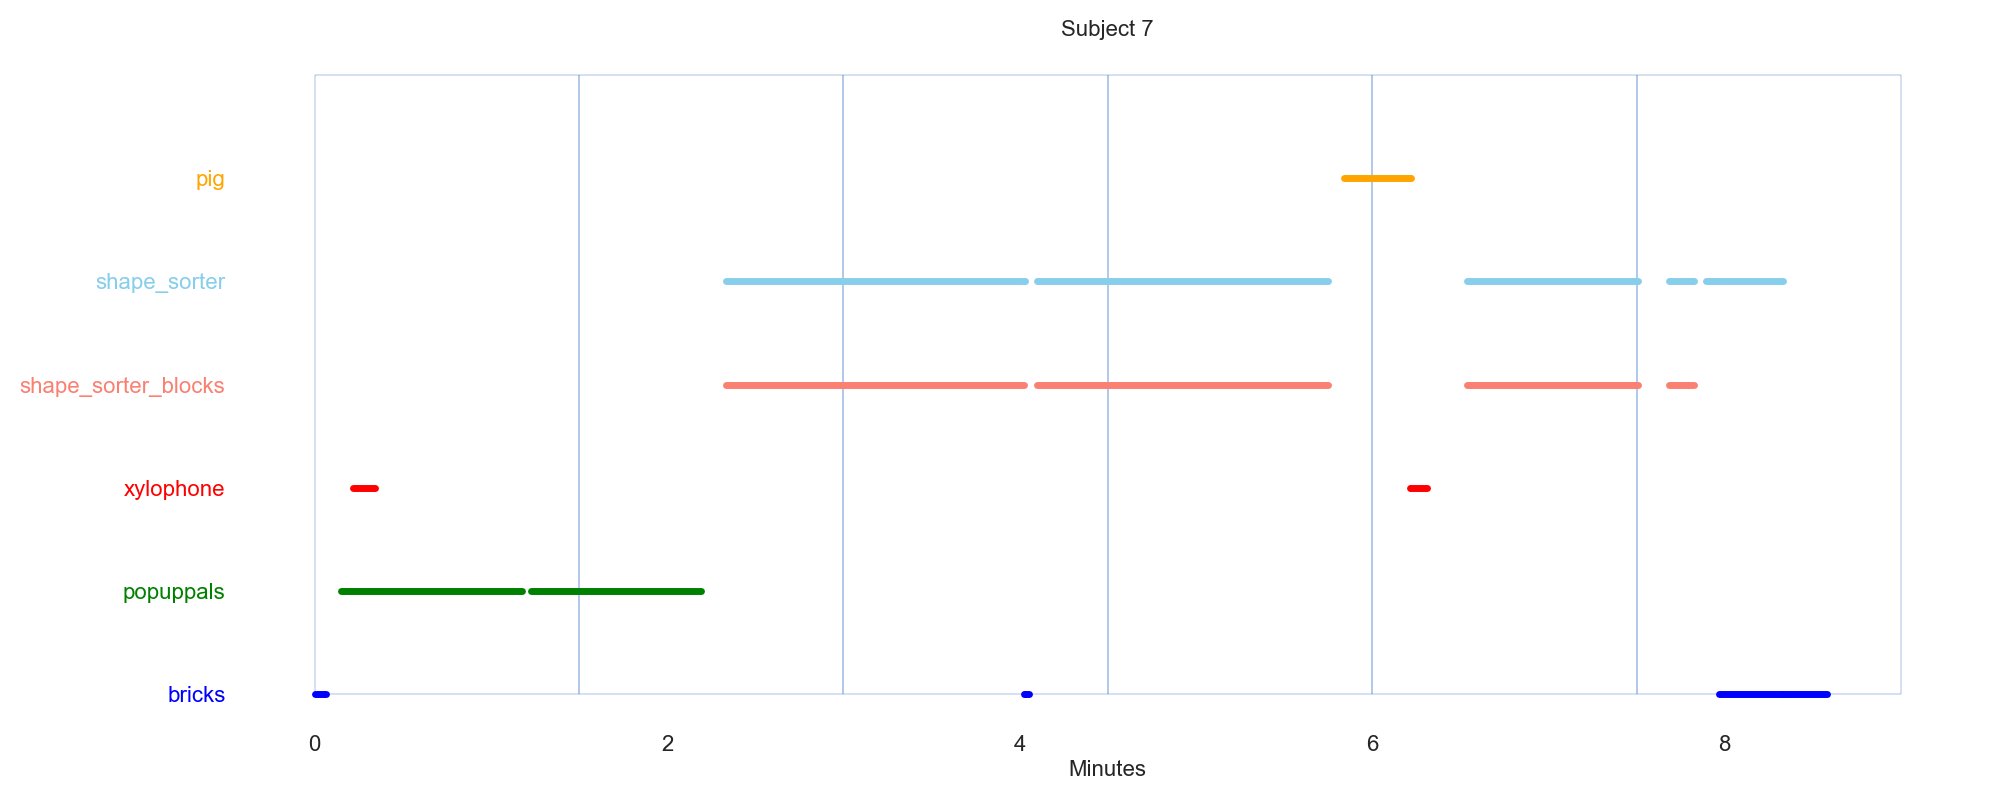 Subject 7
pig
shape_sorter
shape_sorter_blocks
xylophone
popuppals
bricks
0 2 4 6 8
Minutes